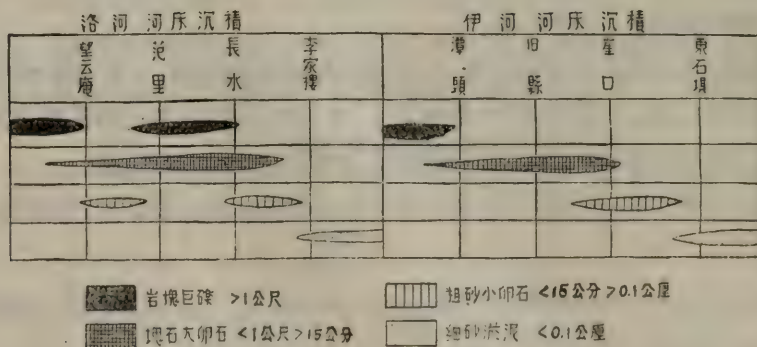 洛河河床沉積
伊河河床沉積
望云庵
范里
長水
李家樓
潭頭
旧縣
崖口
東石垻
岩塊巨礫 >1公尺
粗砂小卵石 <15公分>0.1公厘
塊石大卵石 <1公尺>15公分
細砂淤泥 <0.1公厘